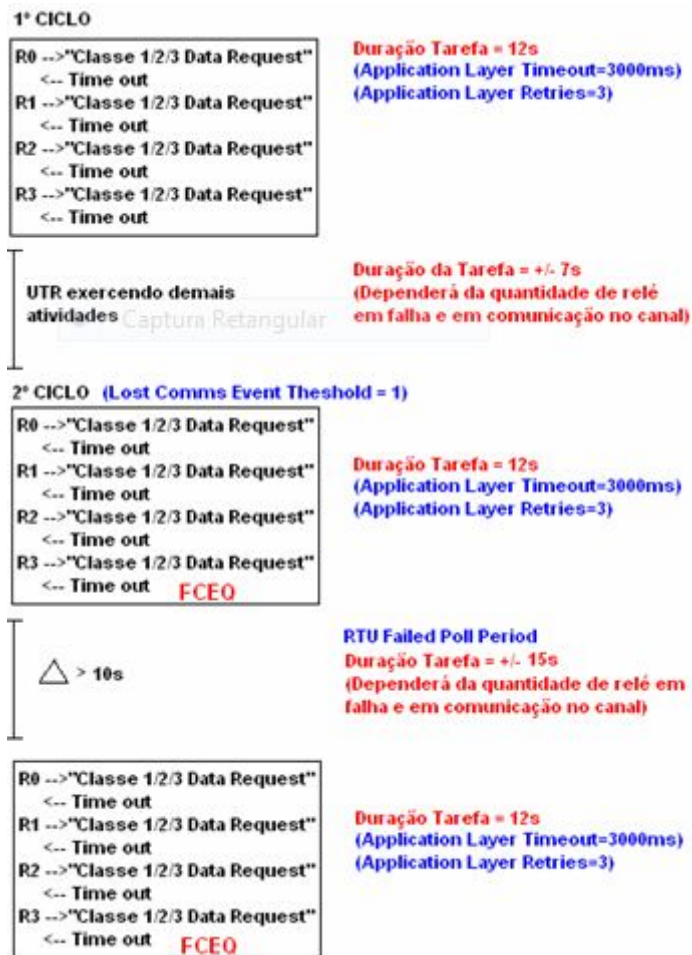 1º CICLO
R0 -->"Classe 1/2/3 Data Request"
<-- Time out
R1 -->"Classe 1/2/3 Data Request"
<-- Time out
R2 -->"Classe 1/2/3 Data Request"
<-- Time out
R3 -->"Classe 1/2/3 Data Request"
<-- Time out
Duração Tarefa = 12s
(Application Layer Timeout=3000ms)
(Application Layer Retries=3)
UTR exercendo demais
atividades
Captura Retangular
Duração da Tarefa = +/- 7s
(Dependerá da quantidade de relé
em falha e em comunicação no canal)
2º CICLO (Lost Comms Event Theshold = 1)
R0 -->"Classe 1/2/3 Data Request"
<-- Time out
R1 -->"Classe 1/2/3 Data Request"
<-- Time out
R2 -->"Classe 1/2/3 Data Request"
<-- Time out
R3 -->"Classe 1/2/3 Data Request"
<-- Time out FCEQ
Duração Tarefa = 12s
(Application Layer Timeout=3000ms)
(Application Layer Retries=3)
> 10s
RTU Failed Poll Period
Duração Tarefa = +/- 15s
(Dependerá da quantidade de relé em
falha e em comunicação no canal)
R0 -->"Classe 1/2/3 Data Request"
<-- Time out
R1 -->"Classe 1/2/3 Data Request"
<-- Time out
R2 -->"Classe 1/2/3 Data Request"
<-- Time out
R3 -->"Classe 1/2/3 Data Request"
<-- Time out FCEQ
Duração Tarefa = 12s
(Application Layer Timeout=3000ms)
(Application Layer Retries=3)